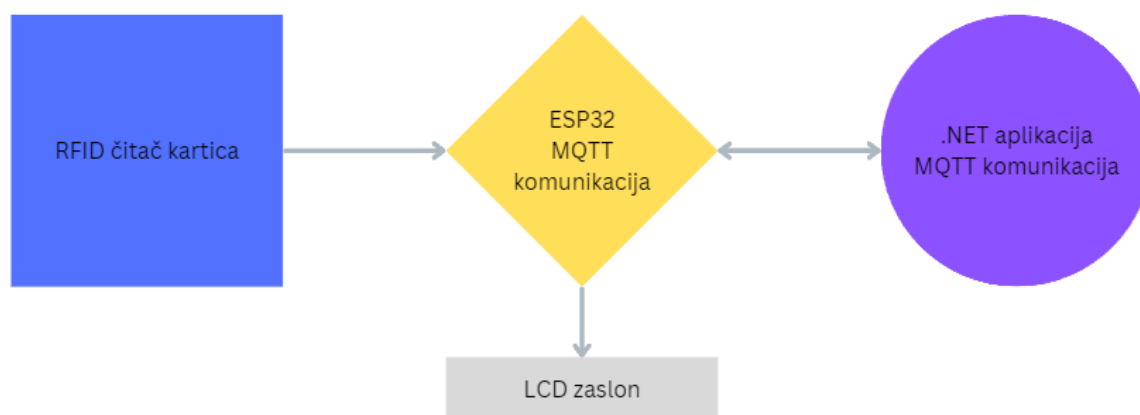 RFID čitač kartica
ESP32
MQTT
komunikacija
.NET aplikacija
MQTT komunikacija
LCD zaslon